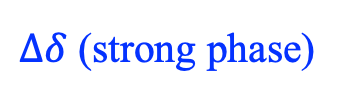 Δδ (strong phase)